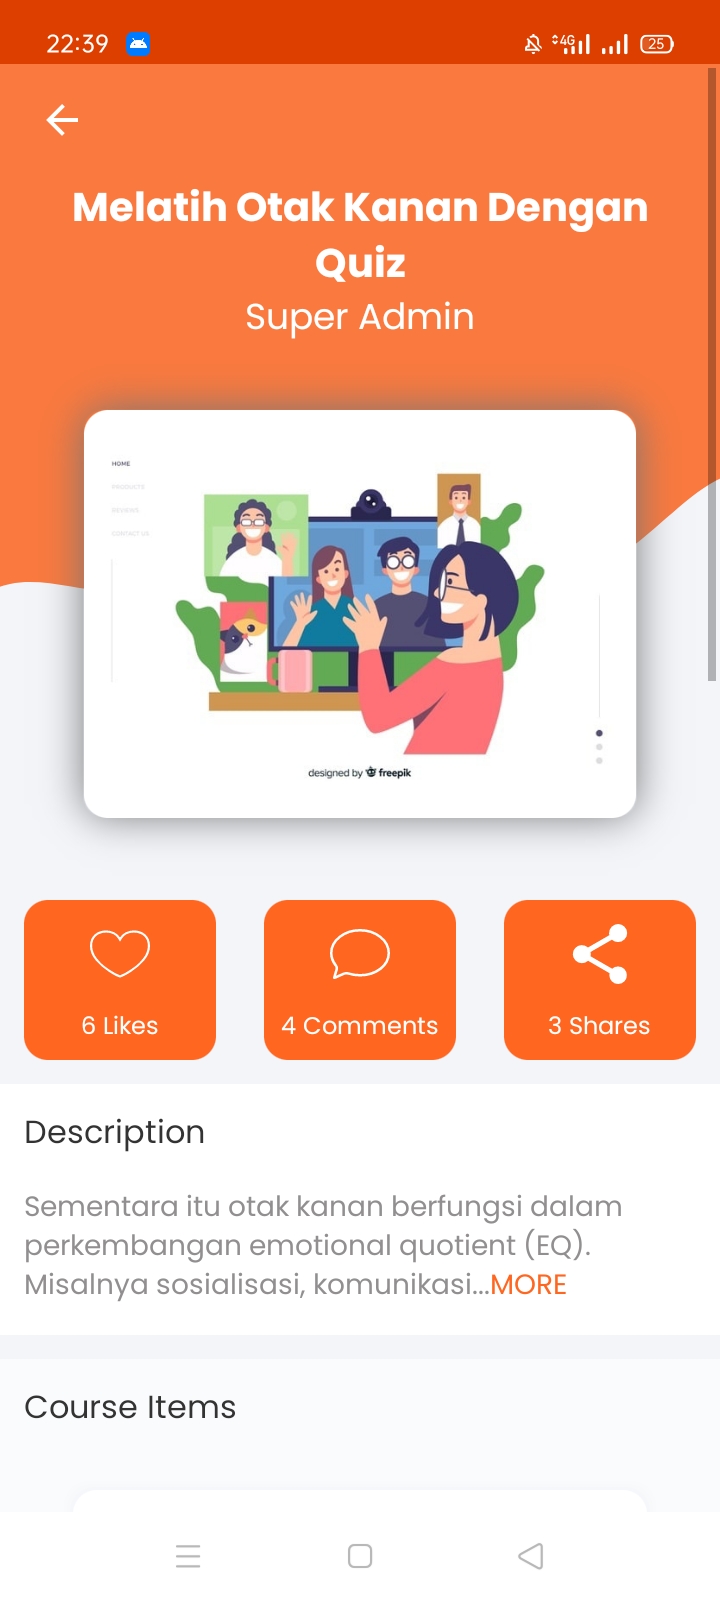 22:39
4G
25
Melatih Otak Kanan Dengan
Quiz
Super Admin
HOME
PRODUCTS
REVIEWS
CONTACT US
designed by freepik
6 Likes
4 Comments
3 Shares
Description
Sementara itu otak kanan berfungsi dalam
perkembangan emotional quotient (EQ).
Misalnya sosialisasi, komunikasi...MORE
Course Items